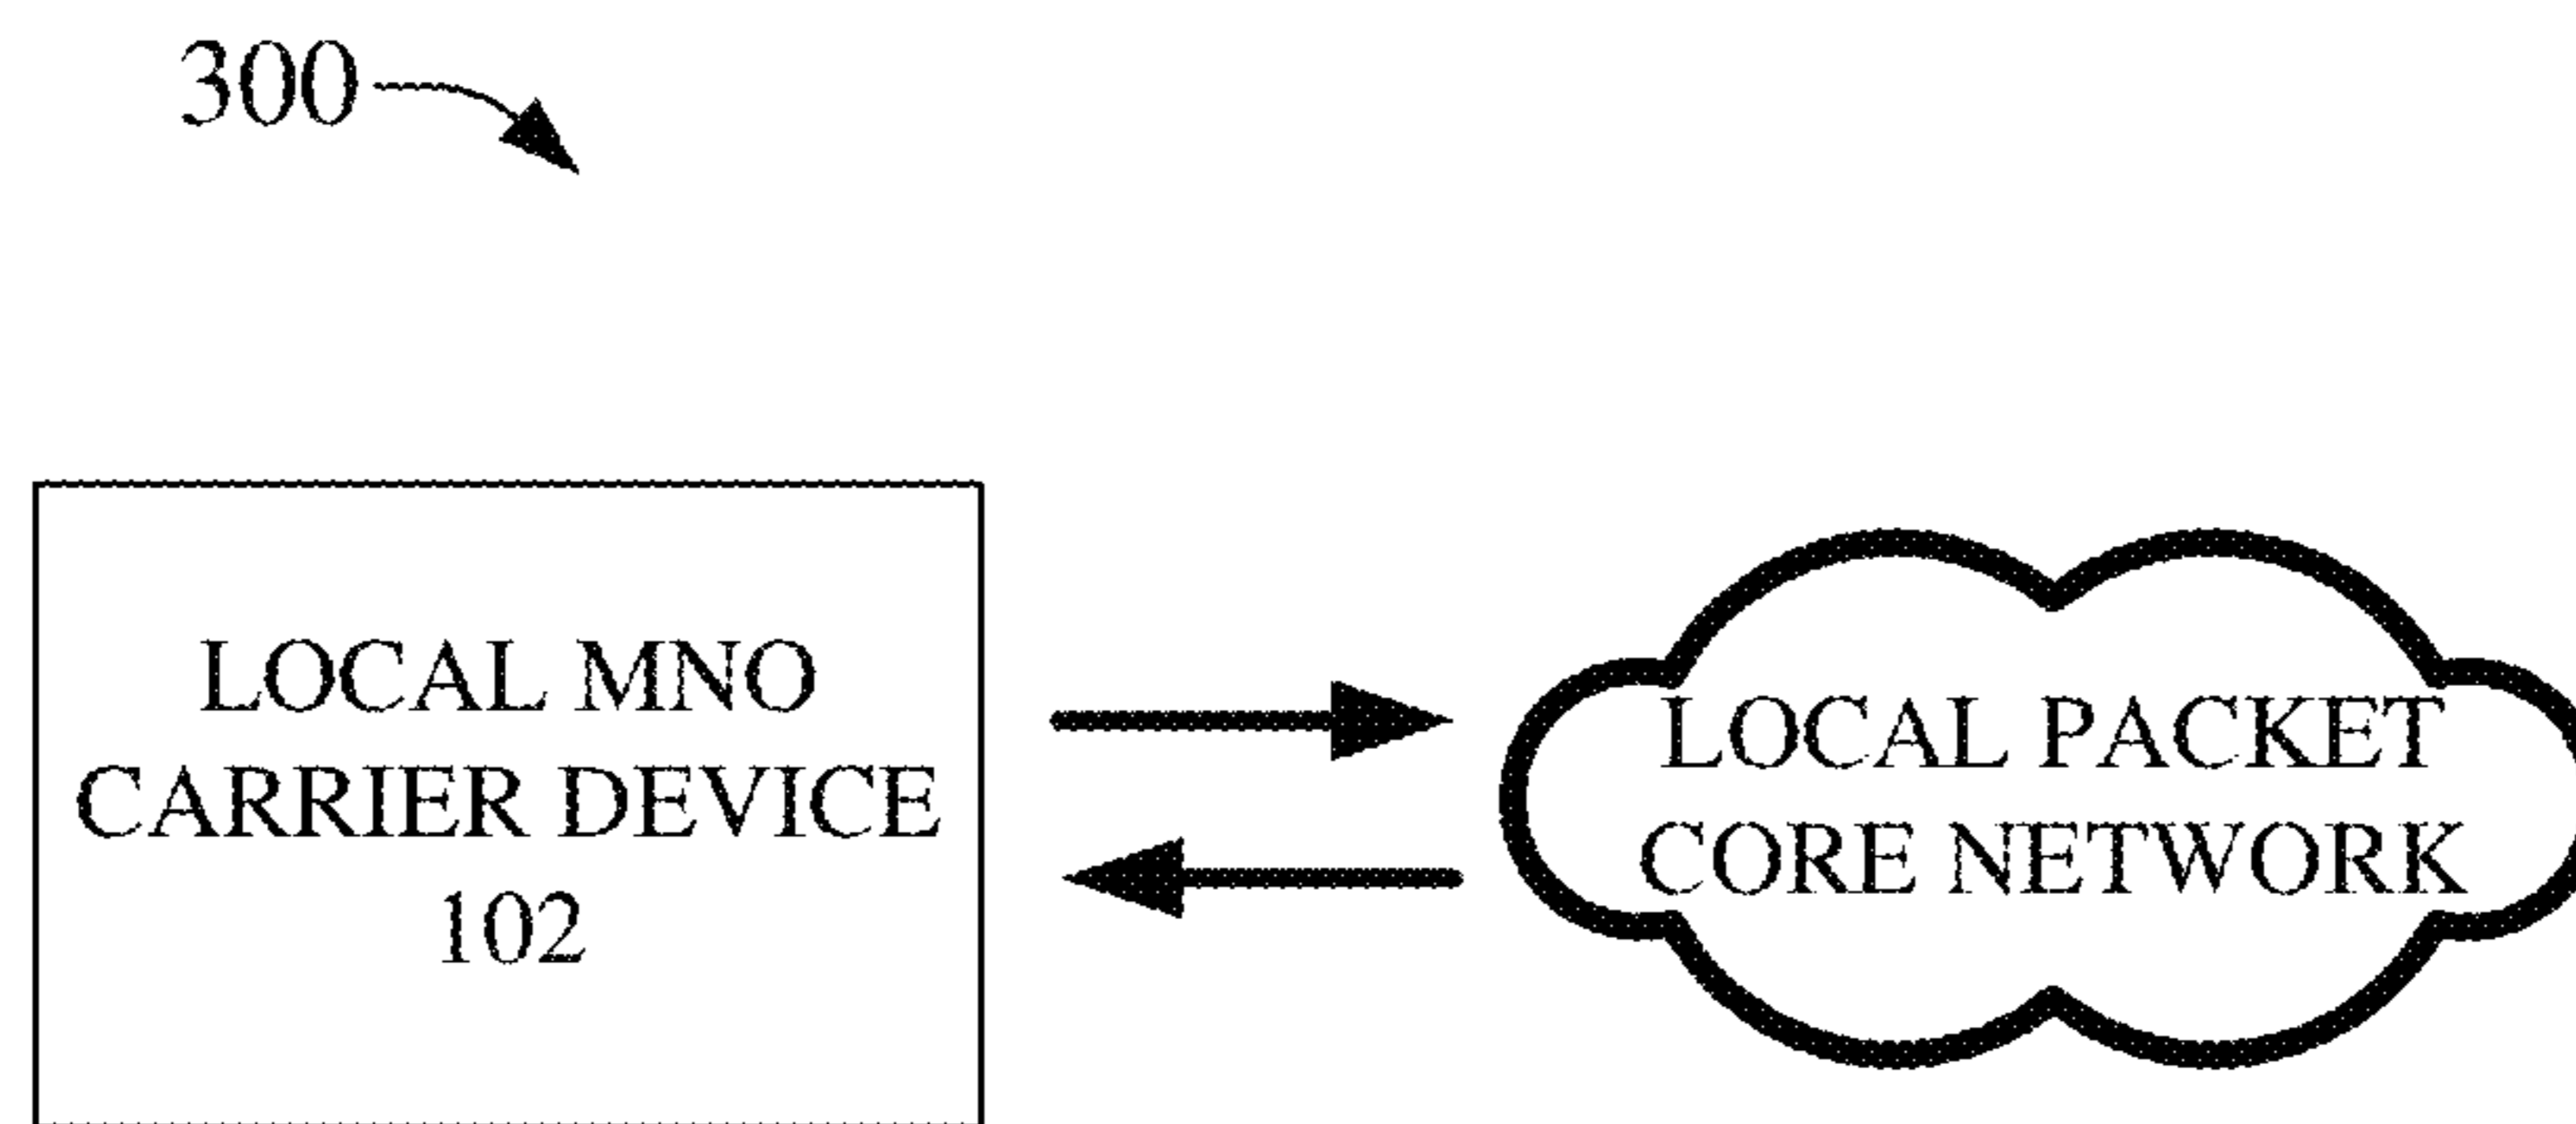 300
LOCAL MNO
CARRIER DEVICE
102
LOCAL PACKET
CORE NETWORK